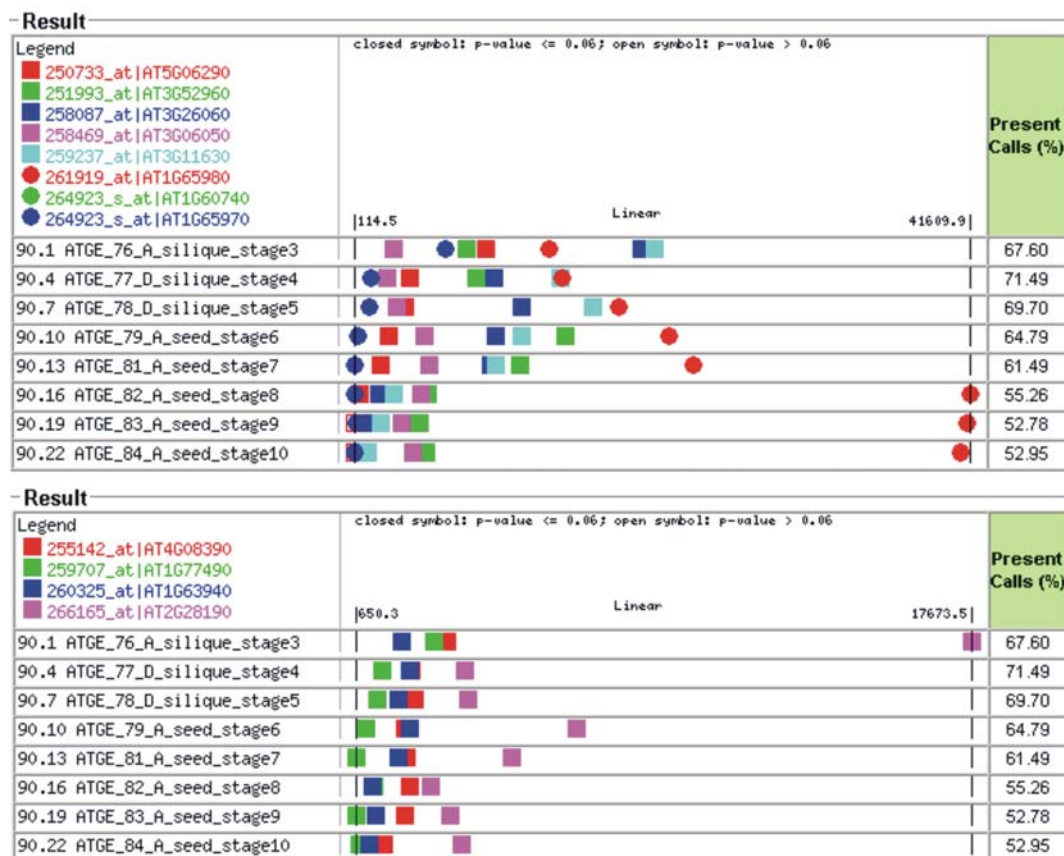 Result
Legend
closed symbol: p-value <= 0.06; open symbol: p-value > 0.06
Present Calls (%)
250733_at|AT5G06290
251993_at|AT3G52960
258087_at|AT3G26060
258469_at|AT3G06050
259237_at|AT3G11630
261919_at|AT1G65980
264923_s_at|AT1G60740
264923_s_at|AT1G65970
|114.5 Linear 41609.9|
90.1 ATGE_76_A_silique_stage3 67.60
90.4 ATGE_77_D_silique_stage4 71.49
90.7 ATGE_78_D_silique_stage5 69.70
90.10 ATGE_79_A_seed_stage6 64.79
90.13 ATGE_81_A_seed_stage7 61.49
90.16 ATGE_82_A_seed_stage8 55.26
90.19 ATGE_83_A_seed_stage9 52.78
90.22 ATGE_84_A_seed_stage10 52.95
Result
Legend
closed symbol: p-value <= 0.06; open symbol: p-value > 0.06
Present Calls (%)
255142_at|AT4G08390
259707_at|AT1G77490
260325_at|AT1G63940
266165_at|AT2G28190
|650.3 Linear 17673.5|
90.1 ATGE_76_A_silique_stage3 67.60
90.4 ATGE_77_D_silique_stage4 71.49
90.7 ATGE_78_D_silique_stage5 69.70
90.10 ATGE_79_A_seed_stage6 64.79
90.13 ATGE_81_A_seed_stage7 61.49
90.16 ATGE_82_A_seed_stage8 55.26
90.19 ATGE_83_A_seed_stage9 52.78
90.22 ATGE_84_A_seed_stage10 52.95